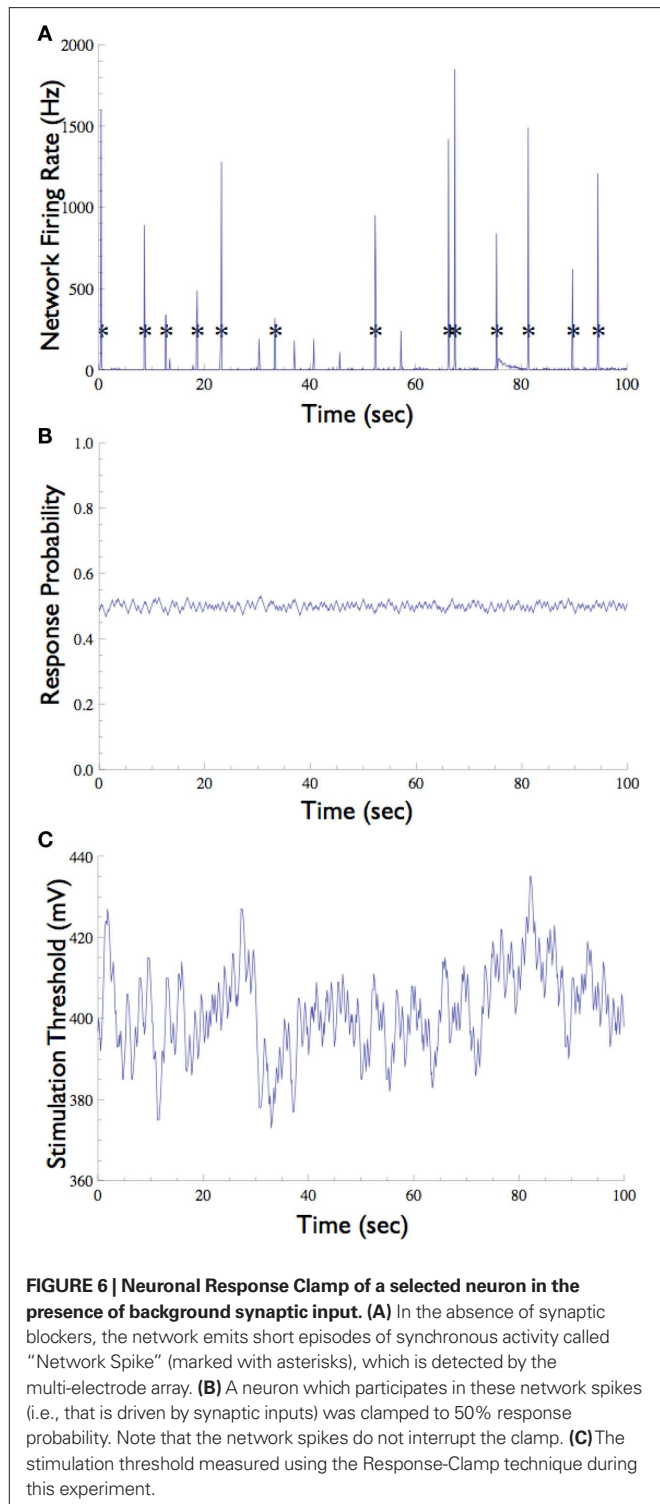 A
2000
1500
1000
500
0
Network Firing Rate (Hz)
* * * * * * * * * * * * *
0 20 40 60 80 100
Time (sec)
B
1.0
0.8
0.6
0.4
0.2
0.0
Response Probability
0 20 40 60 80 100
Time (sec)
C
440
420
400
380
360
Stimulation Threshold (mV)
0 20 40 60 80 100
Time (sec)
FIGURE 6 | Neuronal Response Clamp of a selected neuron in the
presence of background synaptic input. (A) In the absence of synaptic
blockers, the network emits short episodes of synchronous activity called
“Network Spike” (marked with asterisks), which is detected by the
multi-electrode array. (B) A neuron which participates in these network spikes
(i.e., that is driven by synaptic inputs) was clamped to 50% response
probability. Note that the network spikes do not interrupt the clamp. (C) The
stimulation threshold measured using the Response-Clamp technique during
this experiment.